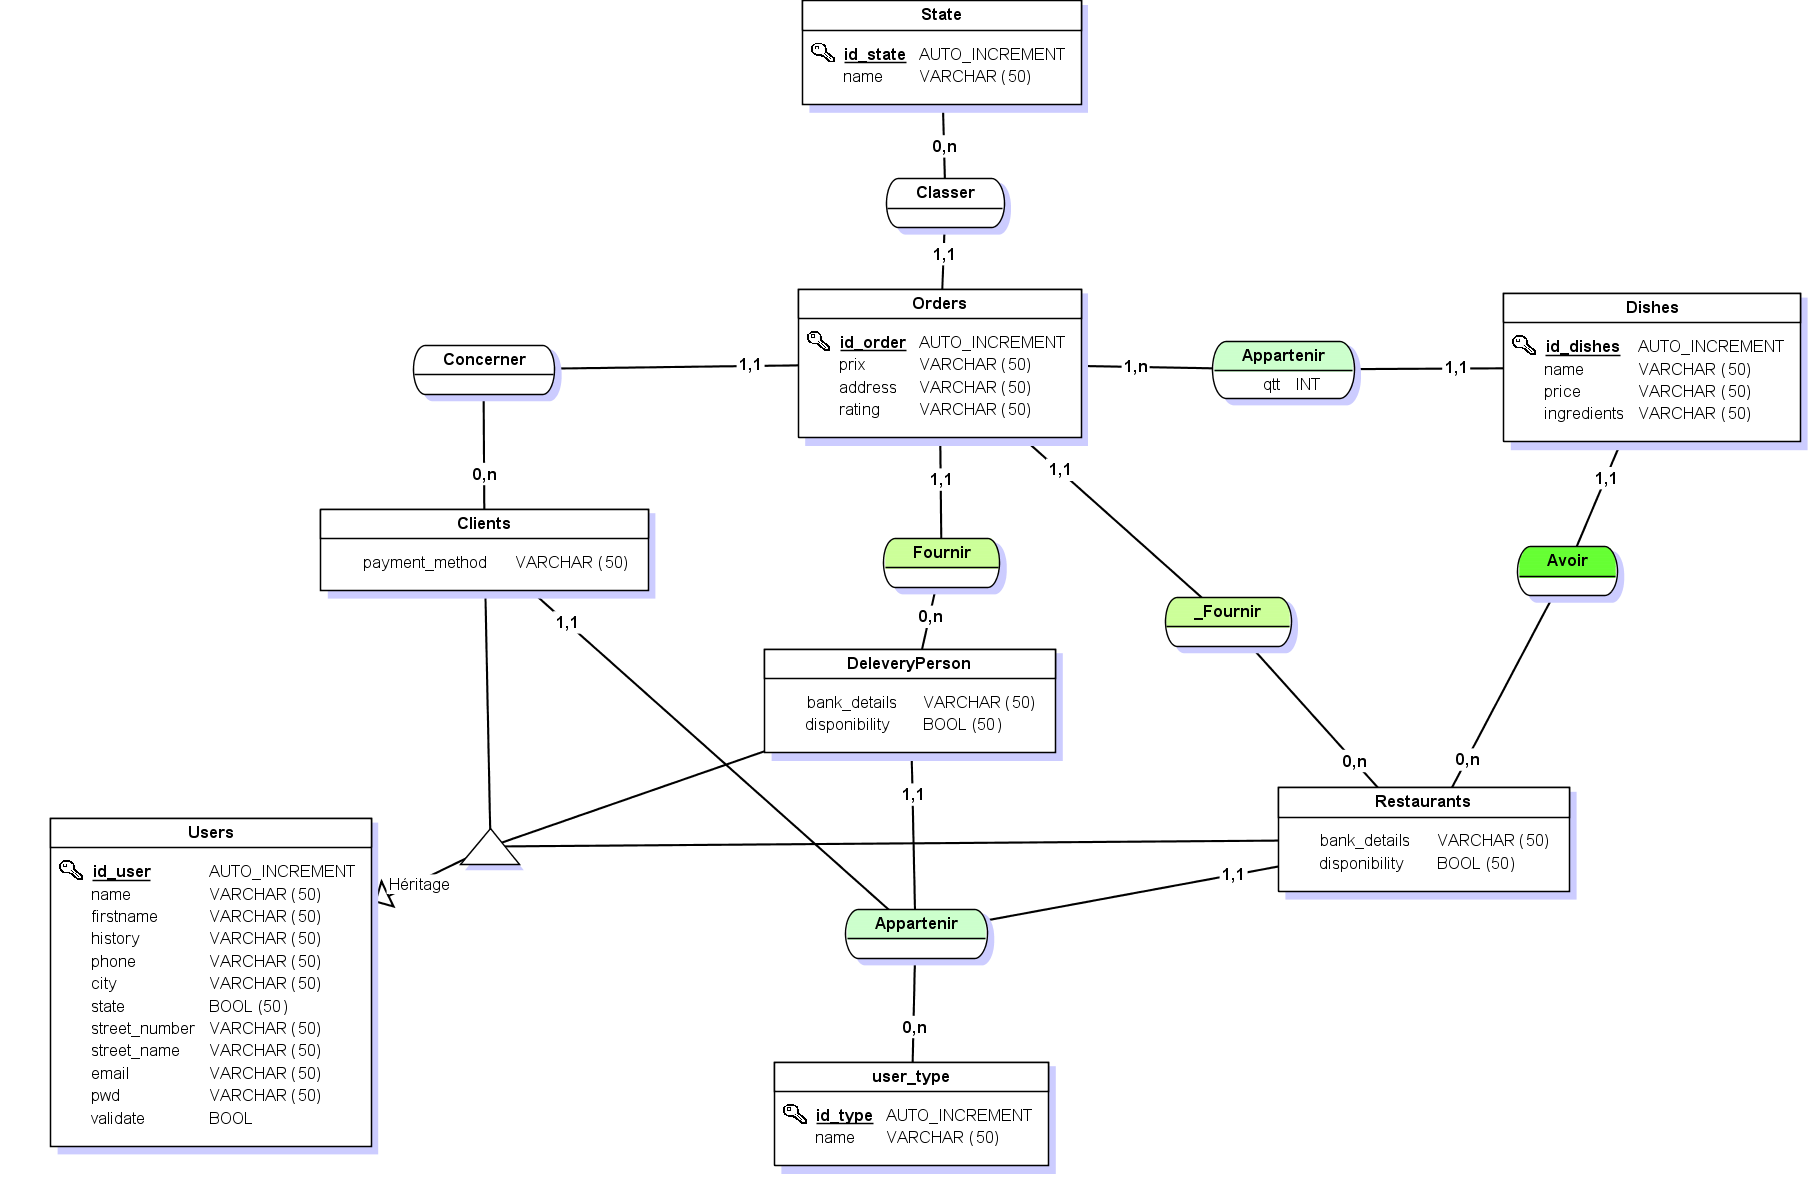 State
id_state AUTO_INCREMENT
name VARCHAR (50)
0,n
Classer
1,1
Orders
id_order AUTO_INCREMENT
prix VARCHAR (50)
address VARCHAR (50)
rating VARCHAR (50)
Concerner
1,1
1,n
Appartenir
qtt INT
1,1
Dishes
id_dishes AUTO_INCREMENT
name VARCHAR (50)
price VARCHAR (50)
ingredients VARCHAR (50)
0,n
1,1
1,1
1,1
Clients
payment_method VARCHAR (50)
Fournir
Avoir
_Fournir
1,1
0,n
DeleveryPerson
bank_details VARCHAR (50)
disponibility BOOL (50)
0,n
0,n
1,1
Restaurants
bank_details VARCHAR (50)
disponibility BOOL (50)
1,1
Héritage
Users
id_user AUTO_INCREMENT
name VARCHAR (50)
firstname VARCHAR (50)
history VARCHAR (50)
phone VARCHAR (50)
city VARCHAR (50)
state BOOL (50)
street_number VARCHAR (50)
street_name VARCHAR (50)
email VARCHAR (50)
pwd VARCHAR (50)
validate BOOL
Appartenir
0,n
user_type
id_type AUTO_INCREMENT
name VARCHAR (50)